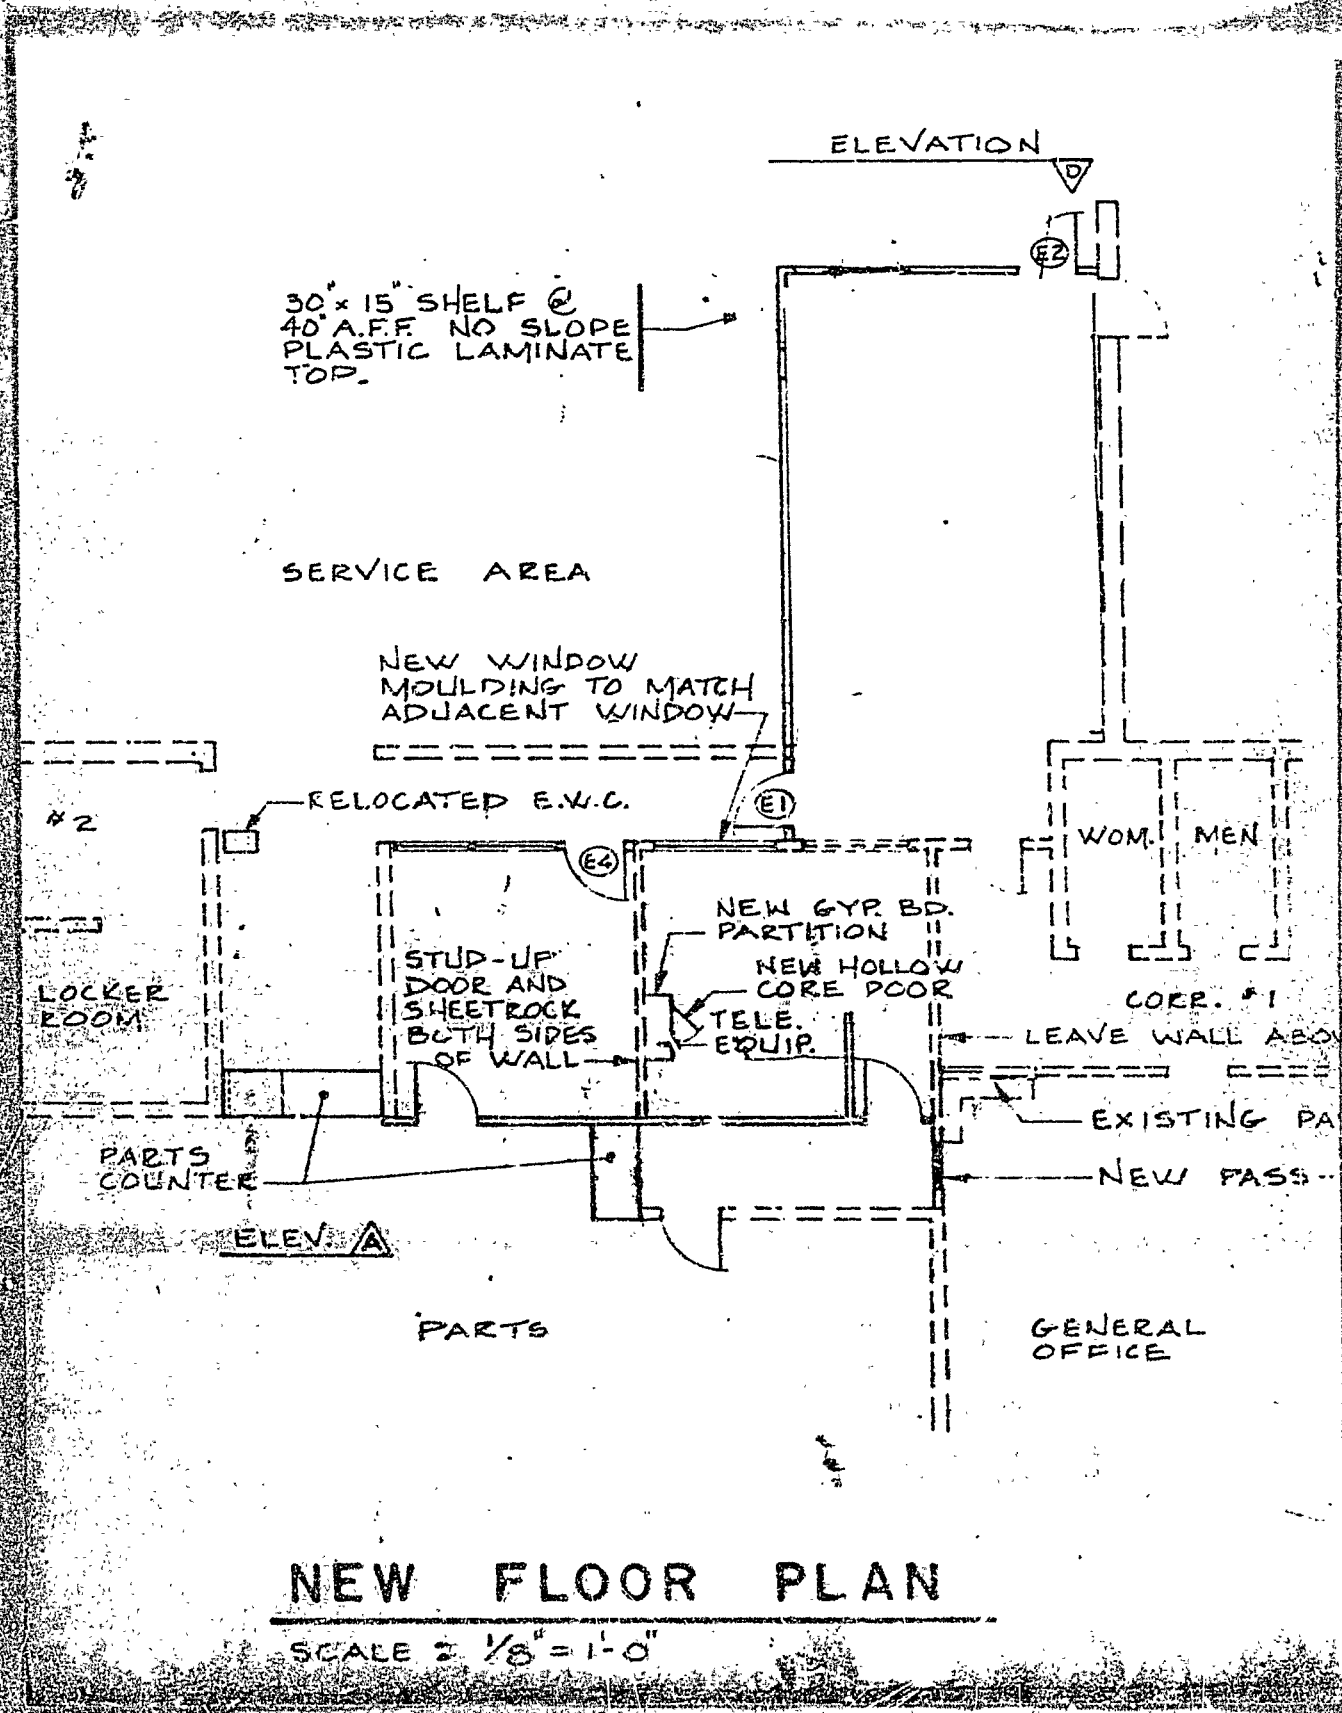 ELEVATION
D
E2
30" x 15" SHELF @
40" A.F.F. NO SLOPE
PLASTIC LAMINATE
TOP.
SERVICE AREA
NEW WINDOW
MOULDING TO MATCH
ADJACENT WINDOW
RELOCATED E.W.C.
E1
#2
E4
WOM.
MEN
NEW GYP. BD.
PARTITION
NEW HOLLOW
CORE DOOR
STUD-UP
DOOR AND
SHEETROCK
BOTH SIDES
OF WALL
TELE.
EQUIP.
LOCKER
ROOM
CORR. #1
LEAVE WALL ABO
EXISTING PA
PARTS
COUNTER
NEW PASS-
ELEV. A
PARTS
GENERAL
OFFICE
NEW FLOOR PLAN
SCALE = 1/8" = 1'-0"